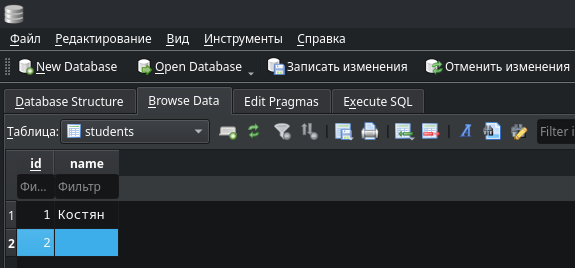 Файл Редактирование Вид Инструменты Справка
New Database Open Database Записать изменения Отменить изменения
Database Structure Browse Data Edit Pragmas Execute SQL
Таблица: students Filter i
id name
Фи... Фильтр
1 1 Костян
2 2